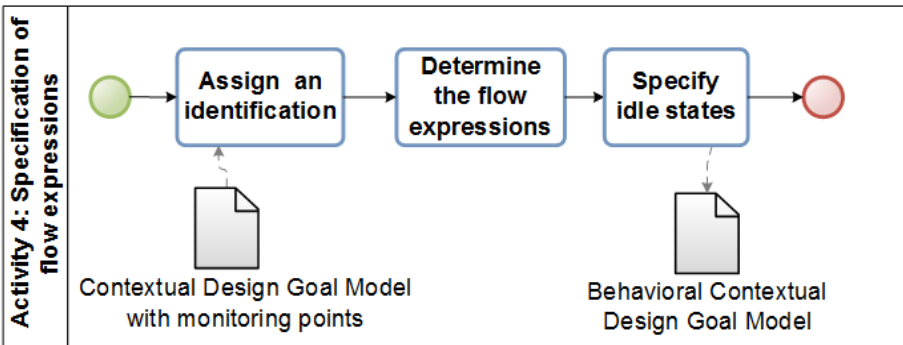 Activity 4: Specification of
flow expressions
Assign an
identification
Determine
the flow
expressions
Specify
idle states
Contextual Design Goal Model
with monitoring points
Behavioral Contextual
Design Goal Model